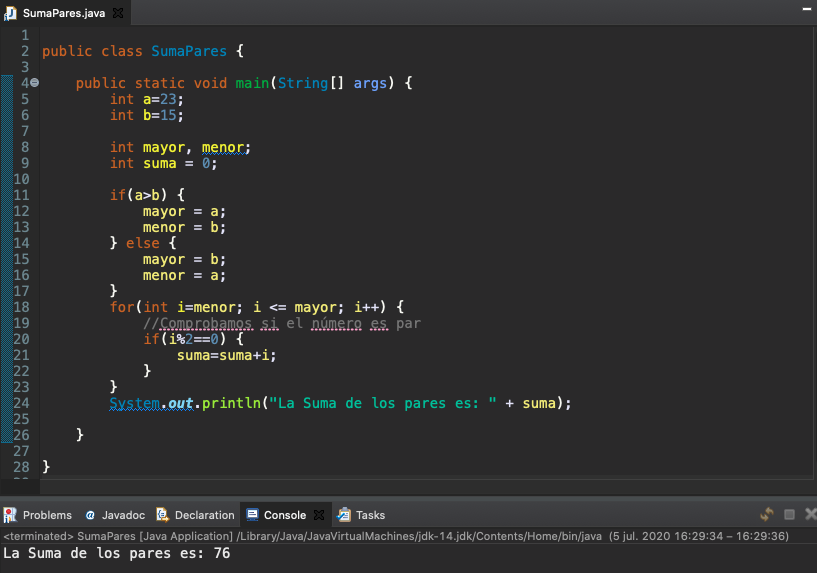 SumaPares.java
1
2 public class SumaPares {
3
4 public static void main(String[] args) {
5 int a=23;
6 int b=15;
7
8 int mayor, menor;
9 int suma = 0;
10
11 if(a>b) {
12 mayor = a;
13 menor = b;
14 } else {
15 mayor = b;
16 menor = a;
17 }
18 for(int i=menor; i <= mayor; i++) {
19 //Comprobamos si el número es par
20 if(i%2==0) {
21 suma=suma+i;
22 }
23 }
24 System.out.println("La Suma de los pares es: " + suma);
25
26 }
27
28 }
Problems @ Javadoc Declaration Console Tasks
<terminated> SumaPares [Java Application] /Library/Java/JavaVirtualMachines/jdk-14.jdk/Contents/Home/bin/java (5 jul. 2020 16:29:34 – 16:29:36)
La Suma de los pares es: 76